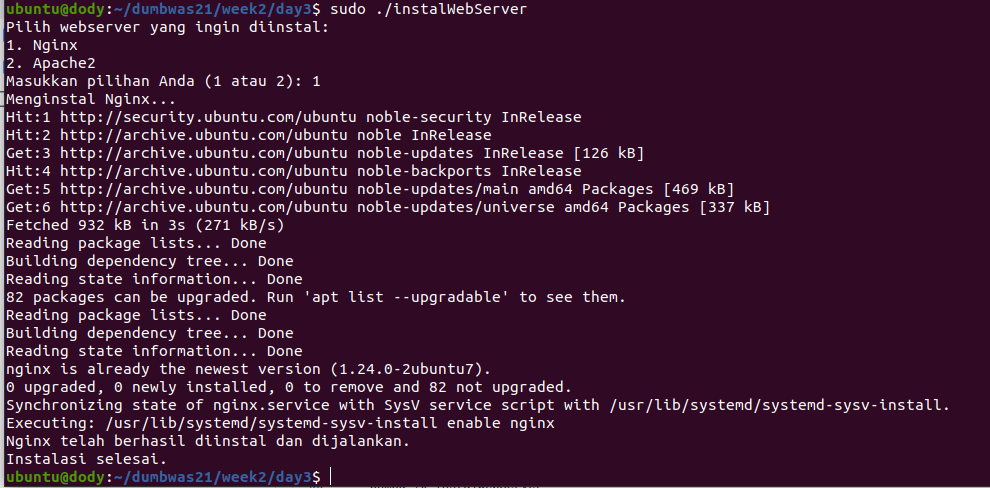 ubuntu@dody:~/dumbwas21/week2/day3$ sudo ./instalWebServer
Pilih webserver yang ingin diinstal:
1. Nginx
2. Apache2
Masukkan pilihan Anda (1 atau 2): 1
Menginstal Nginx...
Hit:1 http://security.ubuntu.com/ubuntu noble-security InRelease
Hit:2 http://archive.ubuntu.com/ubuntu noble InRelease
Get:3 http://archive.ubuntu.com/ubuntu noble-updates InRelease [126 kB]
Hit:4 http://archive.ubuntu.com/ubuntu noble-backports InRelease
Get:5 http://archive.ubuntu.com/ubuntu noble-updates/main amd64 Packages [469 kB]
Get:6 http://archive.ubuntu.com/ubuntu noble-updates/universe amd64 Packages [337 kB]
Fetched 932 kB in 3s (271 kB/s)
Reading package lists... Done
Building dependency tree... Done
Reading state information... Done
82 packages can be upgraded. Run 'apt list --upgradable' to see them.
Reading package lists... Done
Building dependency tree... Done
Reading state information... Done
nginx is already the newest version (1.24.0-2ubuntu7).
0 upgraded, 0 newly installed, 0 to remove and 82 not upgraded.
Synchronizing state of nginx.service with SysV service script with /usr/lib/systemd/systemd-sysv-install.
Executing: /usr/lib/systemd/systemd-sysv-install enable nginx
Nginx telah berhasil diinstal dan dijalankan.
Instalasi selesai.
ubuntu@dody:~/dumbwas21/week2/day3$